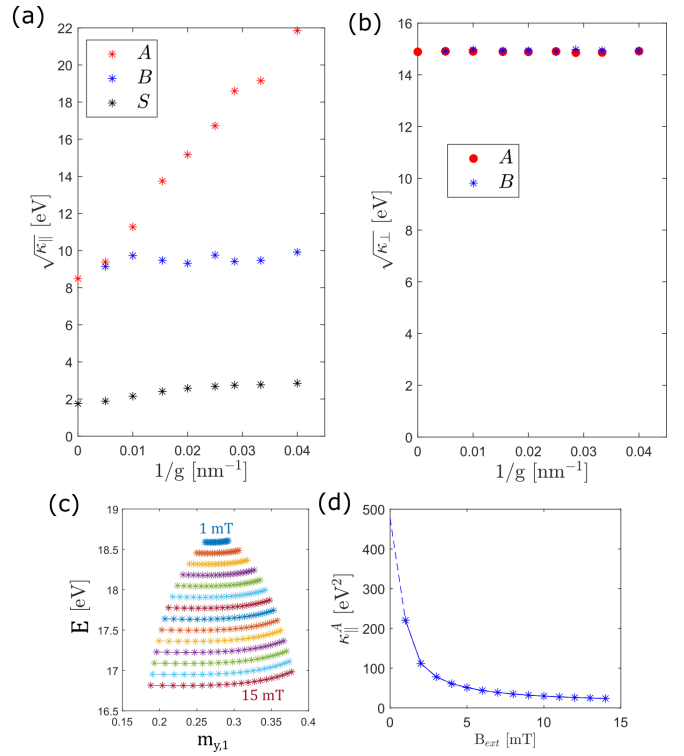 (a)
22
20
18
16
14
12
10
8
6
4
2
0
A
B
S
√κ∥ [eV]
0 0.01 0.02 0.03 0.04
1/g [nm⁻¹]
(b)
16
14
12
10
8
6
4
2
0
A
B
√κ⊥ [eV]
0 0.01 0.02 0.03 0.04
1/g [nm⁻¹]
(c)
19
18.5
18
17.5
17
16.5
1 mT
15 mT
E [eV]
0.15 0.2 0.25 0.3 0.35 0.4
m_y,1
(d)
500
400
300
200
100
0
κ∥^A [eV²]
0 5 10 15
B_ext [mT]